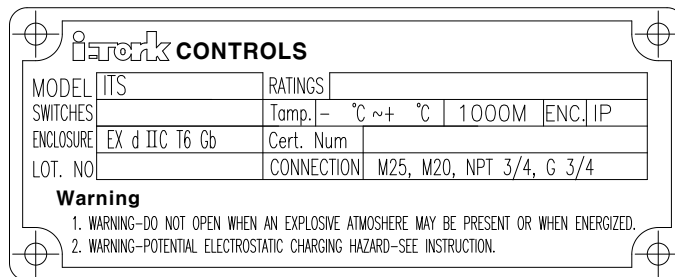 i-Tork CONTROLS
MODEL ITS RATINGS
SWITCHES Tamp. - °C ~+ °C 1000M ENC. IP
ENCLOSURE EX d IIC T6 Gb Cert. Num
LOT. NO CONNECTION M25, M20, NPT 3/4, G 3/4
Warning
1. WARNING-DO NOT OPEN WHEN AN EXPLOSIVE ATMOSHERE MAY BE PRESENT OR WHEN ENERGIZED.
2. WARNING-POTENTIAL ELECTROSTATIC CHARGING HAZARD-SEE INSTRUCTION.